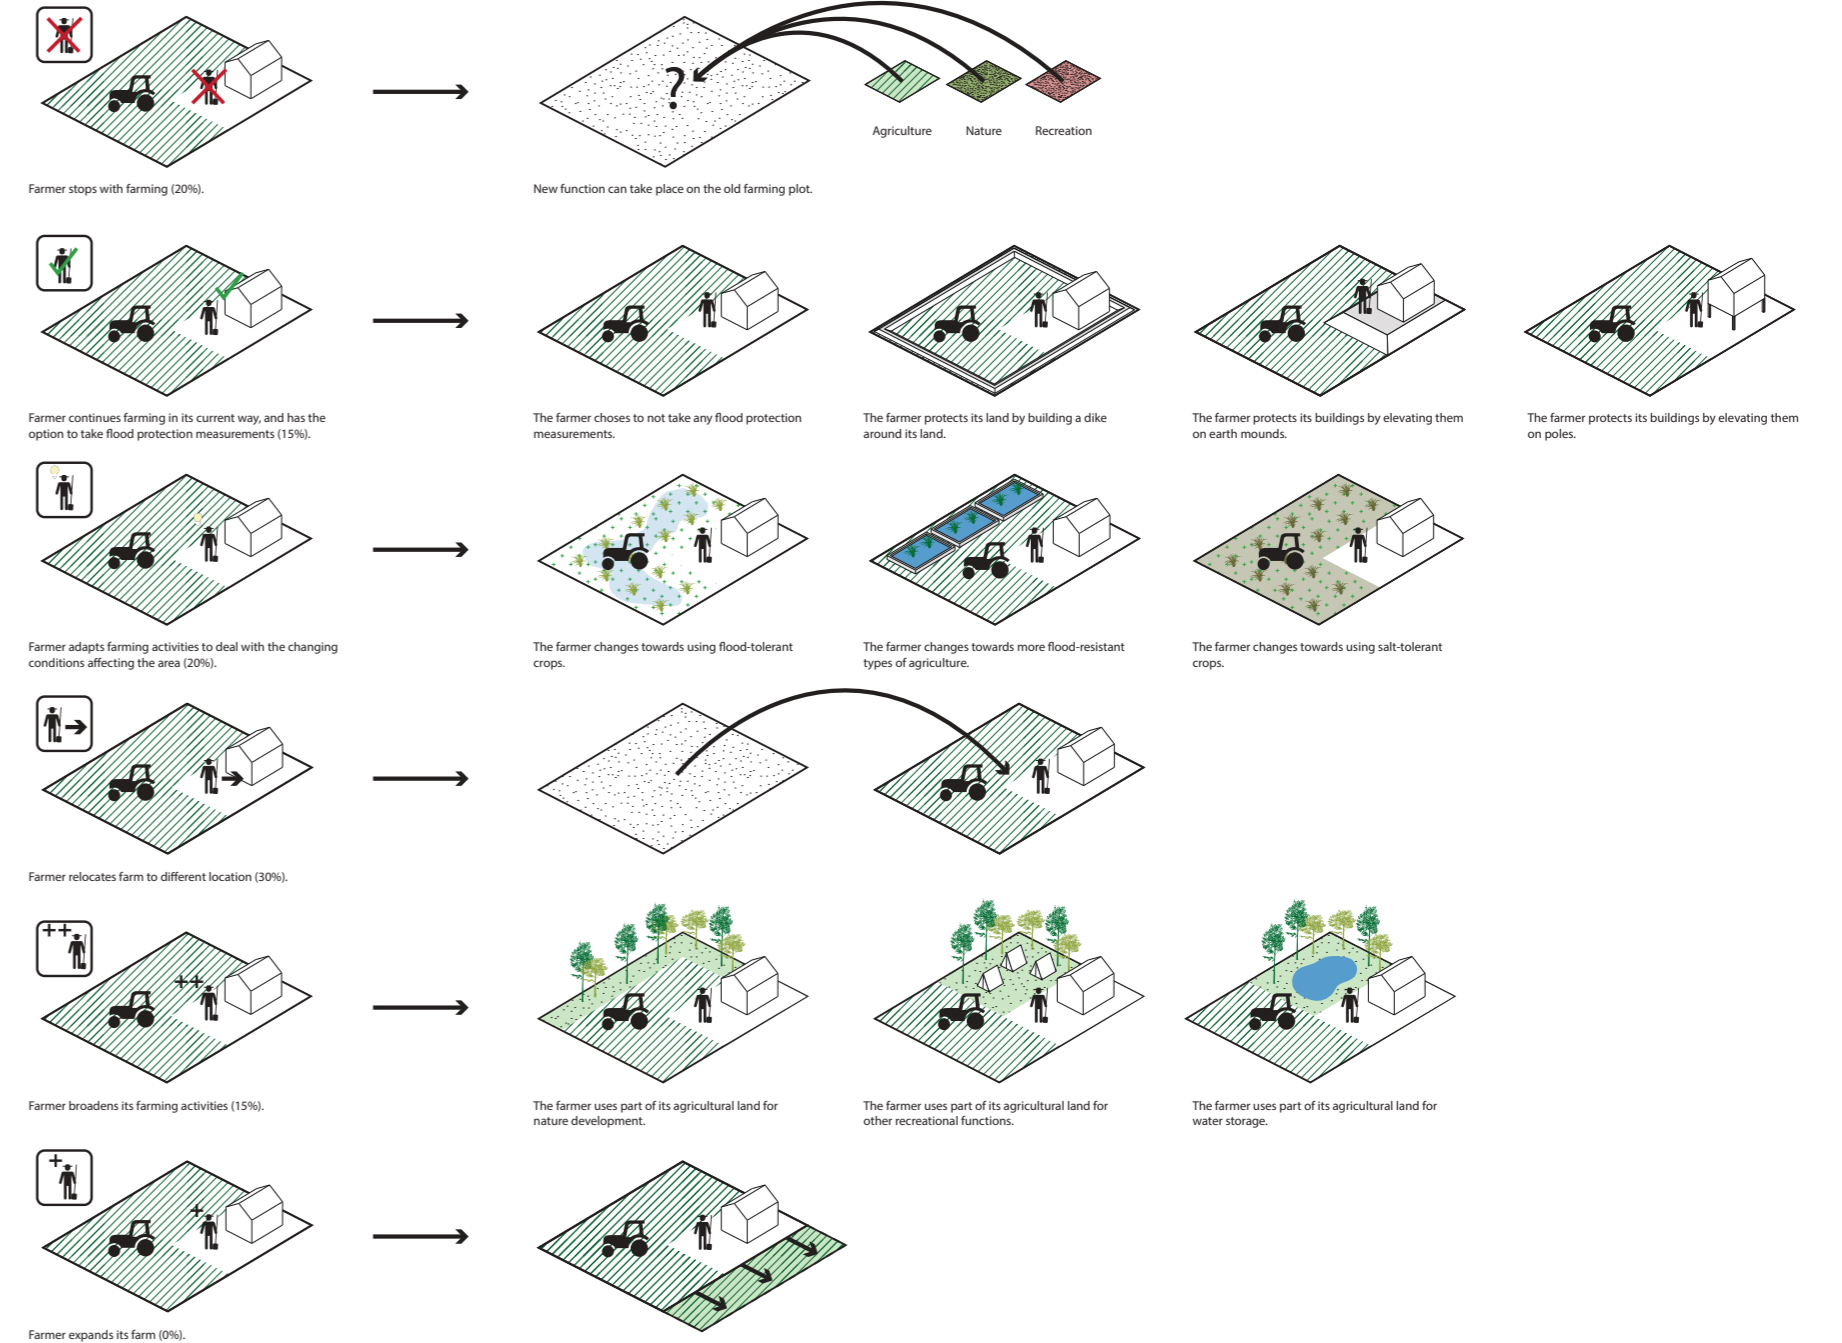 ?
Agriculture
Nature
Recreation
Farmer stops with farming (20%).
New function can take place on the old farming plot.
Farmer continues farming in its current way, and has the
option to take flood protection measurements (15%).
The farmer choses to not take any flood protection
measurements.
The farmer protects its land by building a dike
around its land.
The farmer protects its buildings by elevating them
on earth mounds.
The farmer protects its buildings by elevating them
on poles.
Farmer adapts farming activities to deal with the changing
conditions affecting the area (20%).
The farmer changes towards using flood-tolerant
crops.
The farmer changes towards more flood-resistant
types of agriculture.
The farmer changes towards using salt-tolerant
crops.
Farmer relocates farm to different location (30%).
++
++
Farmer broadens its farming activities (15%).
The farmer uses part of its agricultural land for
nature development.
The farmer uses part of its agricultural land for
other recreational functions.
The farmer uses part of its agricultural land for
water storage.
+
+
Farmer expands its farm (0%).